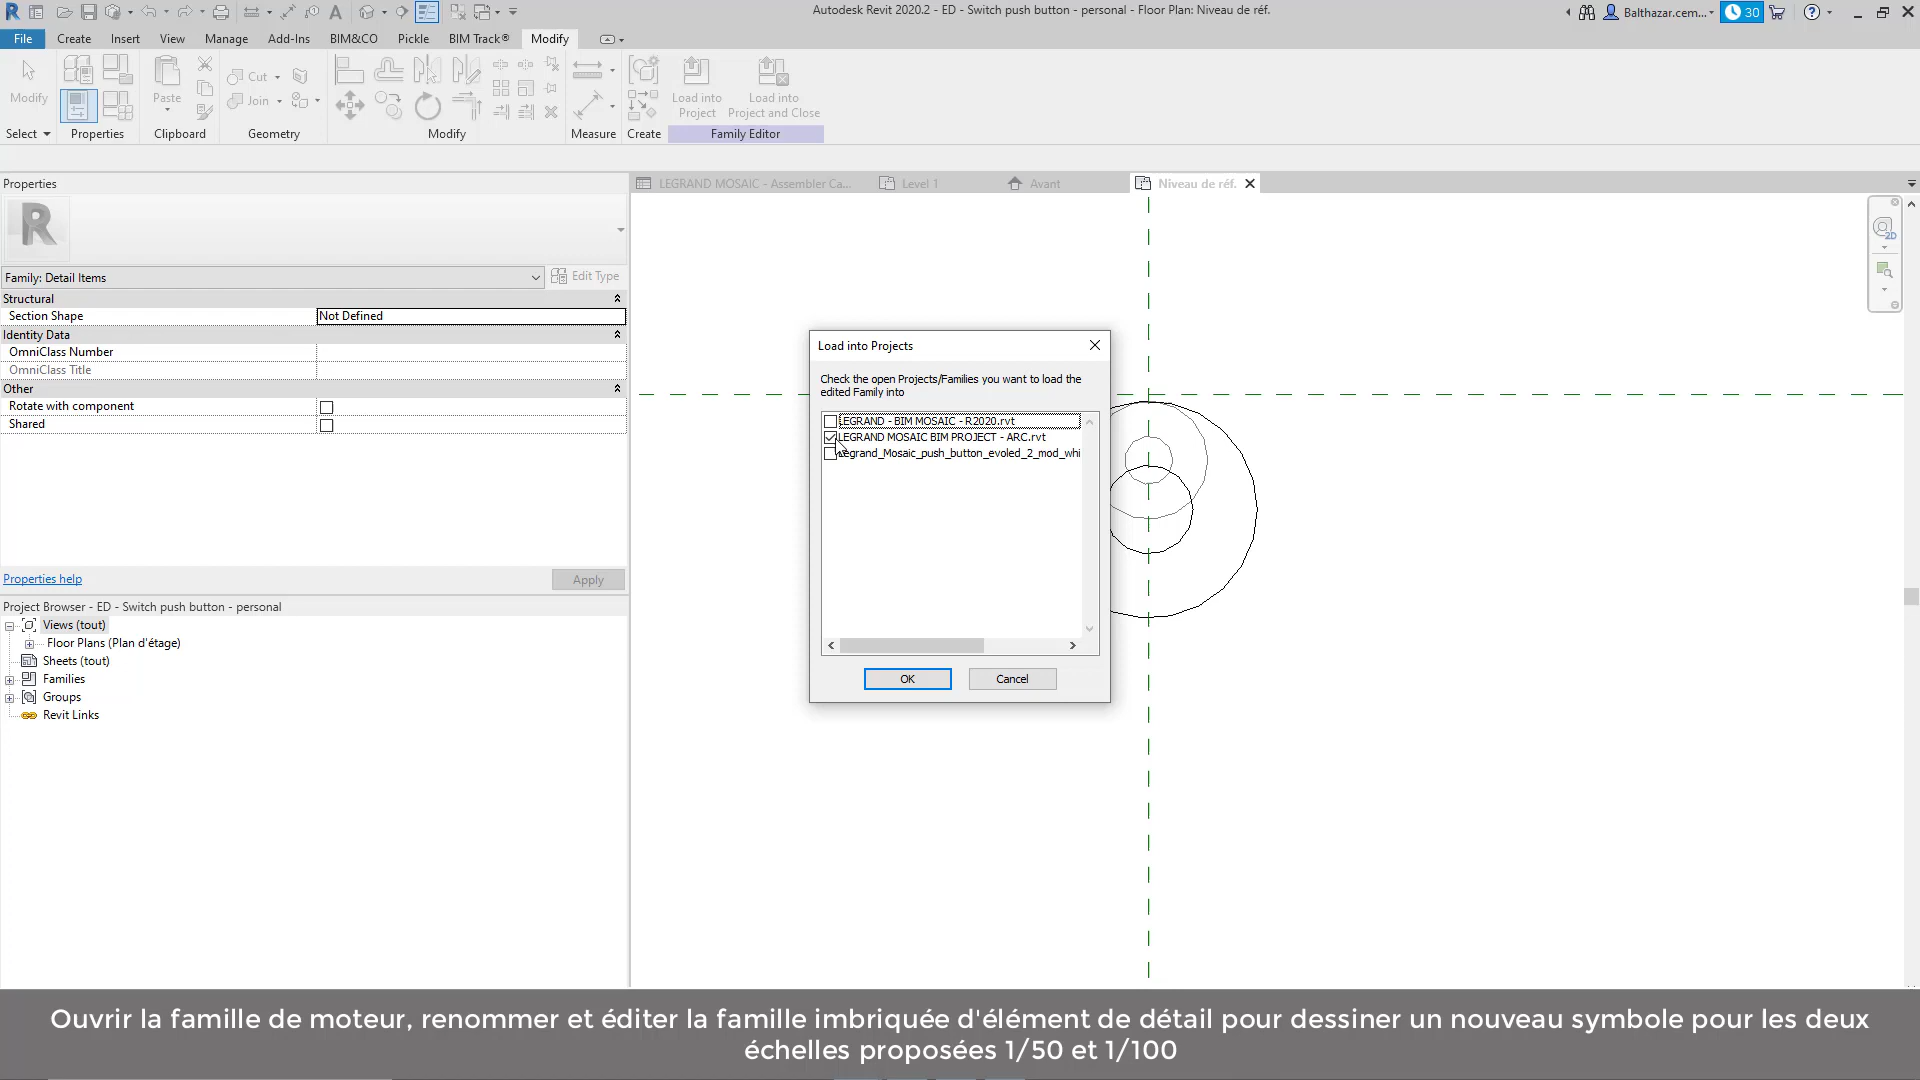 Autodesk Revit 2020.2 - ED - Switch push button - personal - Floor Plan: Niveau de réf.
Balthazar.cem...
30
File Create Insert View Manage Add-Ins BIM&CO Pickle BIM Track® Modify
Modify
Paste
Cut
Join
Load into
Project
Load into
Project and Close
Select Properties Clipboard Geometry Modify Measure Create Family Editor
Properties
LEGRAND MOSAIC - Assembler Ca... Level 1 Avant Niveau de réf.
R
2D
Family: Detail Items
Edit Type
Structural
Section Shape Not Defined
Identity Data
OmniClass Number
OmniClass Title
Other
Rotate with component
Shared
Properties help
Apply
Load into Projects
Check the open Projects/Families you want to load the
edited Family into
LEGRAND - BIM MOSAIC - R2020.rvt
LEGRAND MOSAIC BIM PROJECT - ARC.rvt
Legrand_Mosaic_push_button_evoled_2_mod_whi
OK Cancel
Project Browser - ED - Switch push button - personal
Views (tout)
Floor Plans (Plan d'étage)
Sheets (tout)
Families
Groups
Revit Links
Ouvrir la famille de moteur, renommer et éditer la famille imbriquée d'élément de détail pour dessiner un nouveau symbole pour les deux
échelles proposées 1/50 et 1/100